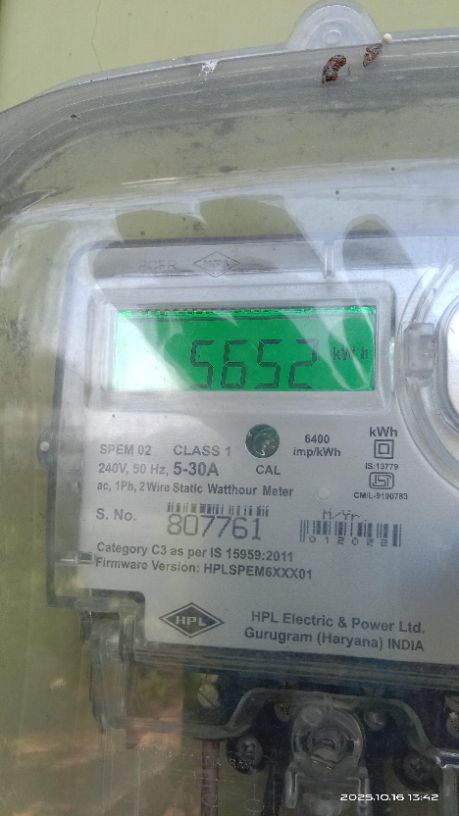 5652 kWh
SPEM 02 CLASS 1
6400
imp/kWh
kWh
240V, 50 Hz, 5-30A
CAL
IS:13779
ac, 1Ph, 2 Wire Static Watthour Meter
CM/L-9190783
S. No. 807761
M/Yr
012022
Category C3 as per IS 15959:2011
Firmware Version: HPLSPEM6XXX01
HPL
HPL Electric & Power Ltd.
Gurugram (Haryana) INDIA
2025.10.16 13:42